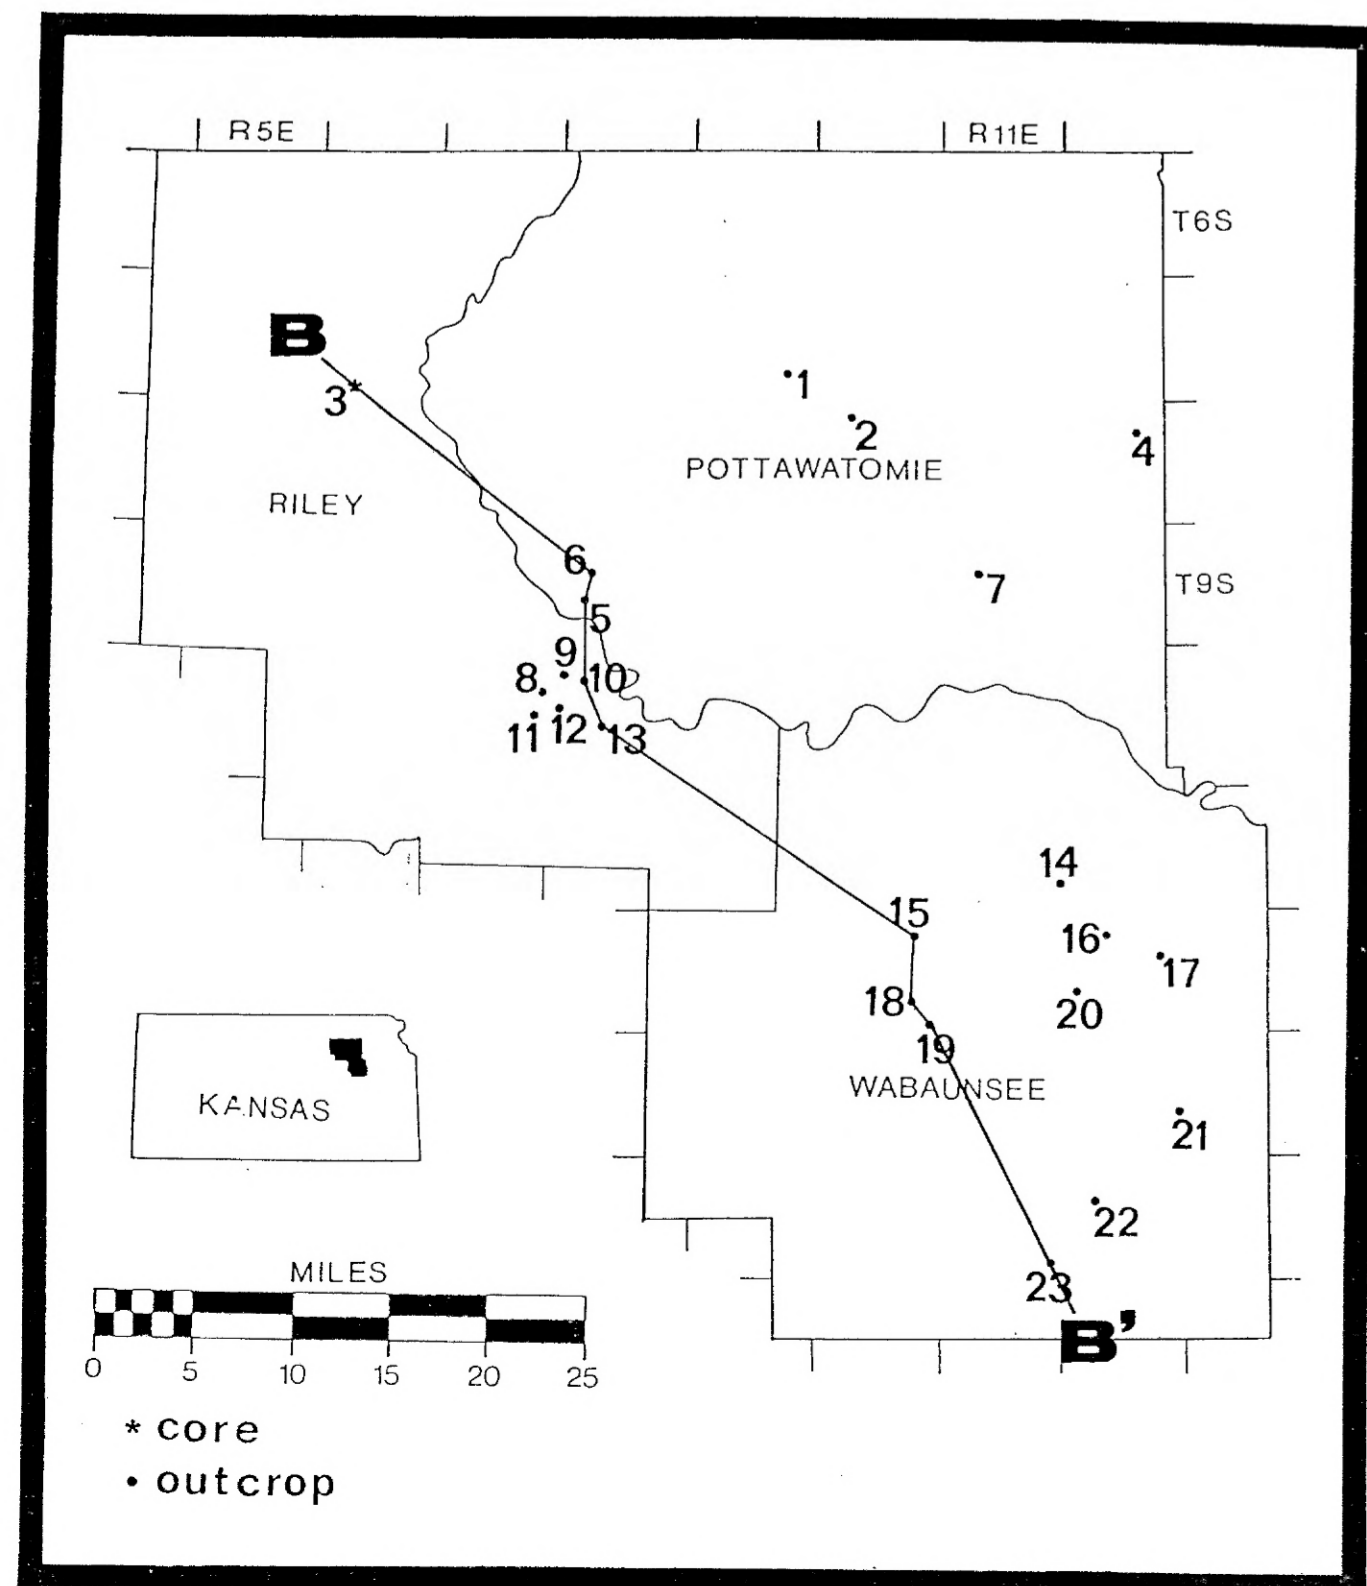 R5E
R11E
T6S
B
3*
1
2
4
POTTAWATOMIE
RILEY
6
7
T9S
5
9
8
10
11
12
13
14
15
16
17
18
20
19
WABAUNSEE
KANSAS
21
22
23
B'
MILES
0 5 10 15 20 25
* core
• outcrop